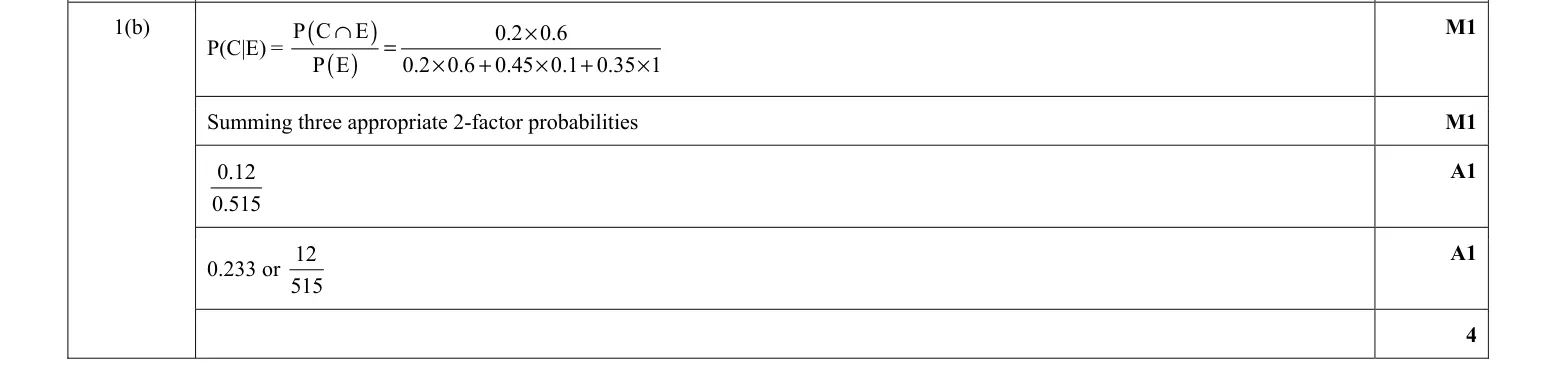 1(b)
P(C|E) = P(C∩E)/P(E) = 0.2×0.6/0.2×0.6+0.45×0.1+0.35×1 M1
Summing three appropriate 2-factor probabilities M1
0.12/0.515 A1
0.233 or 12/515 A1
4